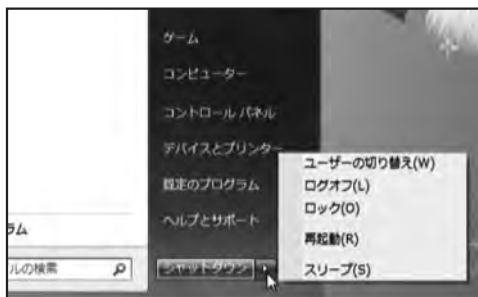 ゲーム
コンピューター
コントロール パネル
デバイスとプリンター
既定のプログラム
ヘルプとサポート
ラム
ルの検索
シャットダウン
ユーザーの切り替え(W)
ログオフ(L)
ロック(O)
再起動(R)
スリープ(S)